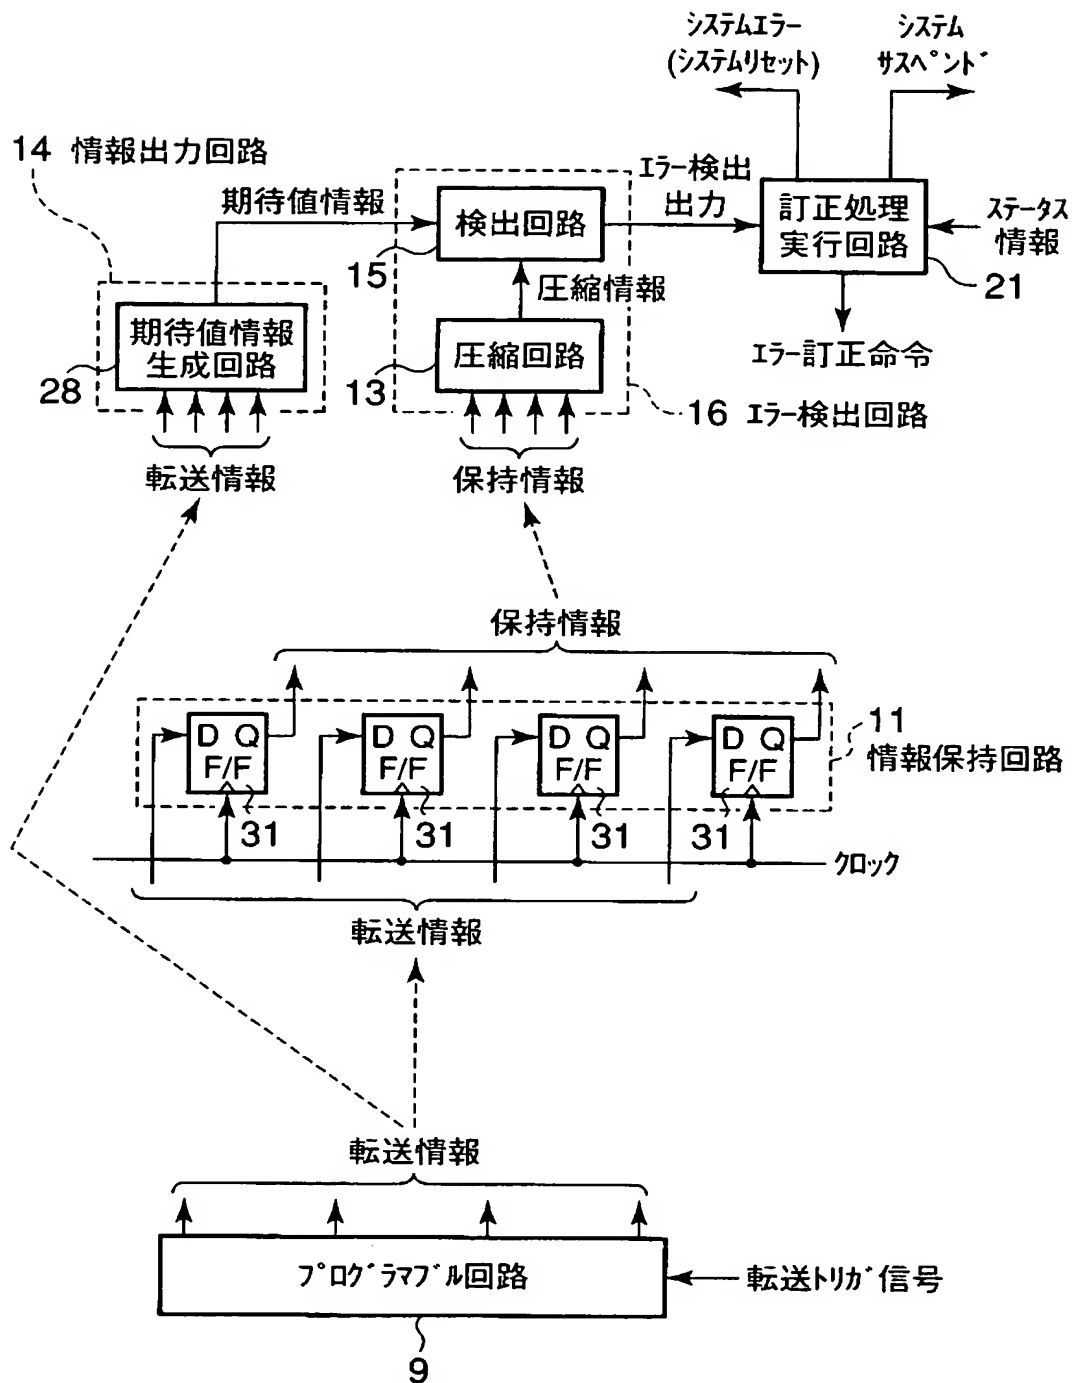 システムエラー
(システムリセット)
システム
サスペンド
14 情報出力回路
期待値情報
エラー検出
出力
検出回路
15
訂正処理
実行回路
ステータス
情報
21
圧縮情報
期待値情報
生成回路
28
圧縮回路
13
エラー訂正命令
16 エラー検出回路
転送情報
保持情報
保持情報
11
情報保持回路
D Q
F/F
D Q
F/F
D Q
F/F
D Q
F/F
31
31
31
31
クロック
転送情報
転送情報
プログラマブル回路
転送トリガ信号
9